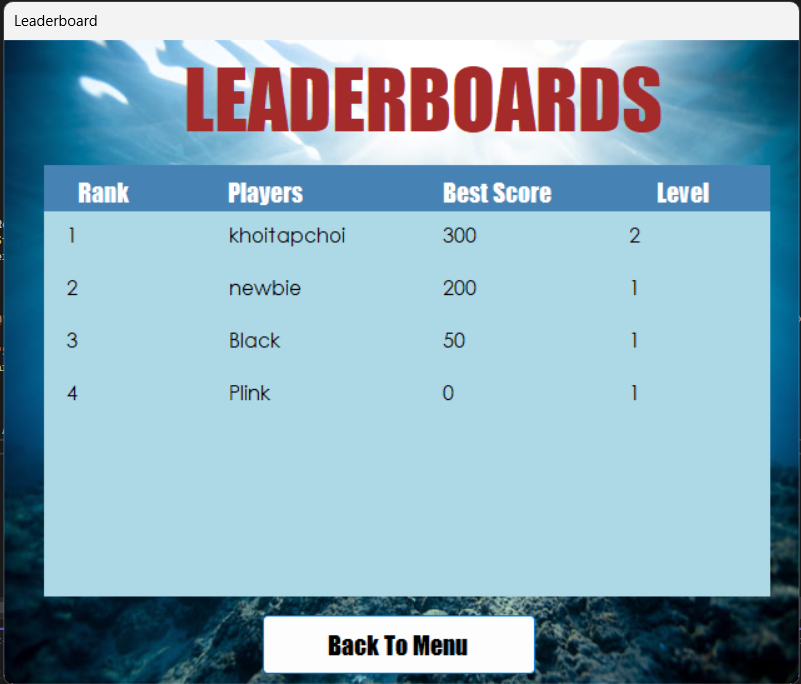 Leaderboard
LEADERBOARDS
Rank Players Best Score Level
1 khoitapchoi 300 2
2 newbie 200 1
3 Black 50 1
4 Plink 0 1
Back To Menu